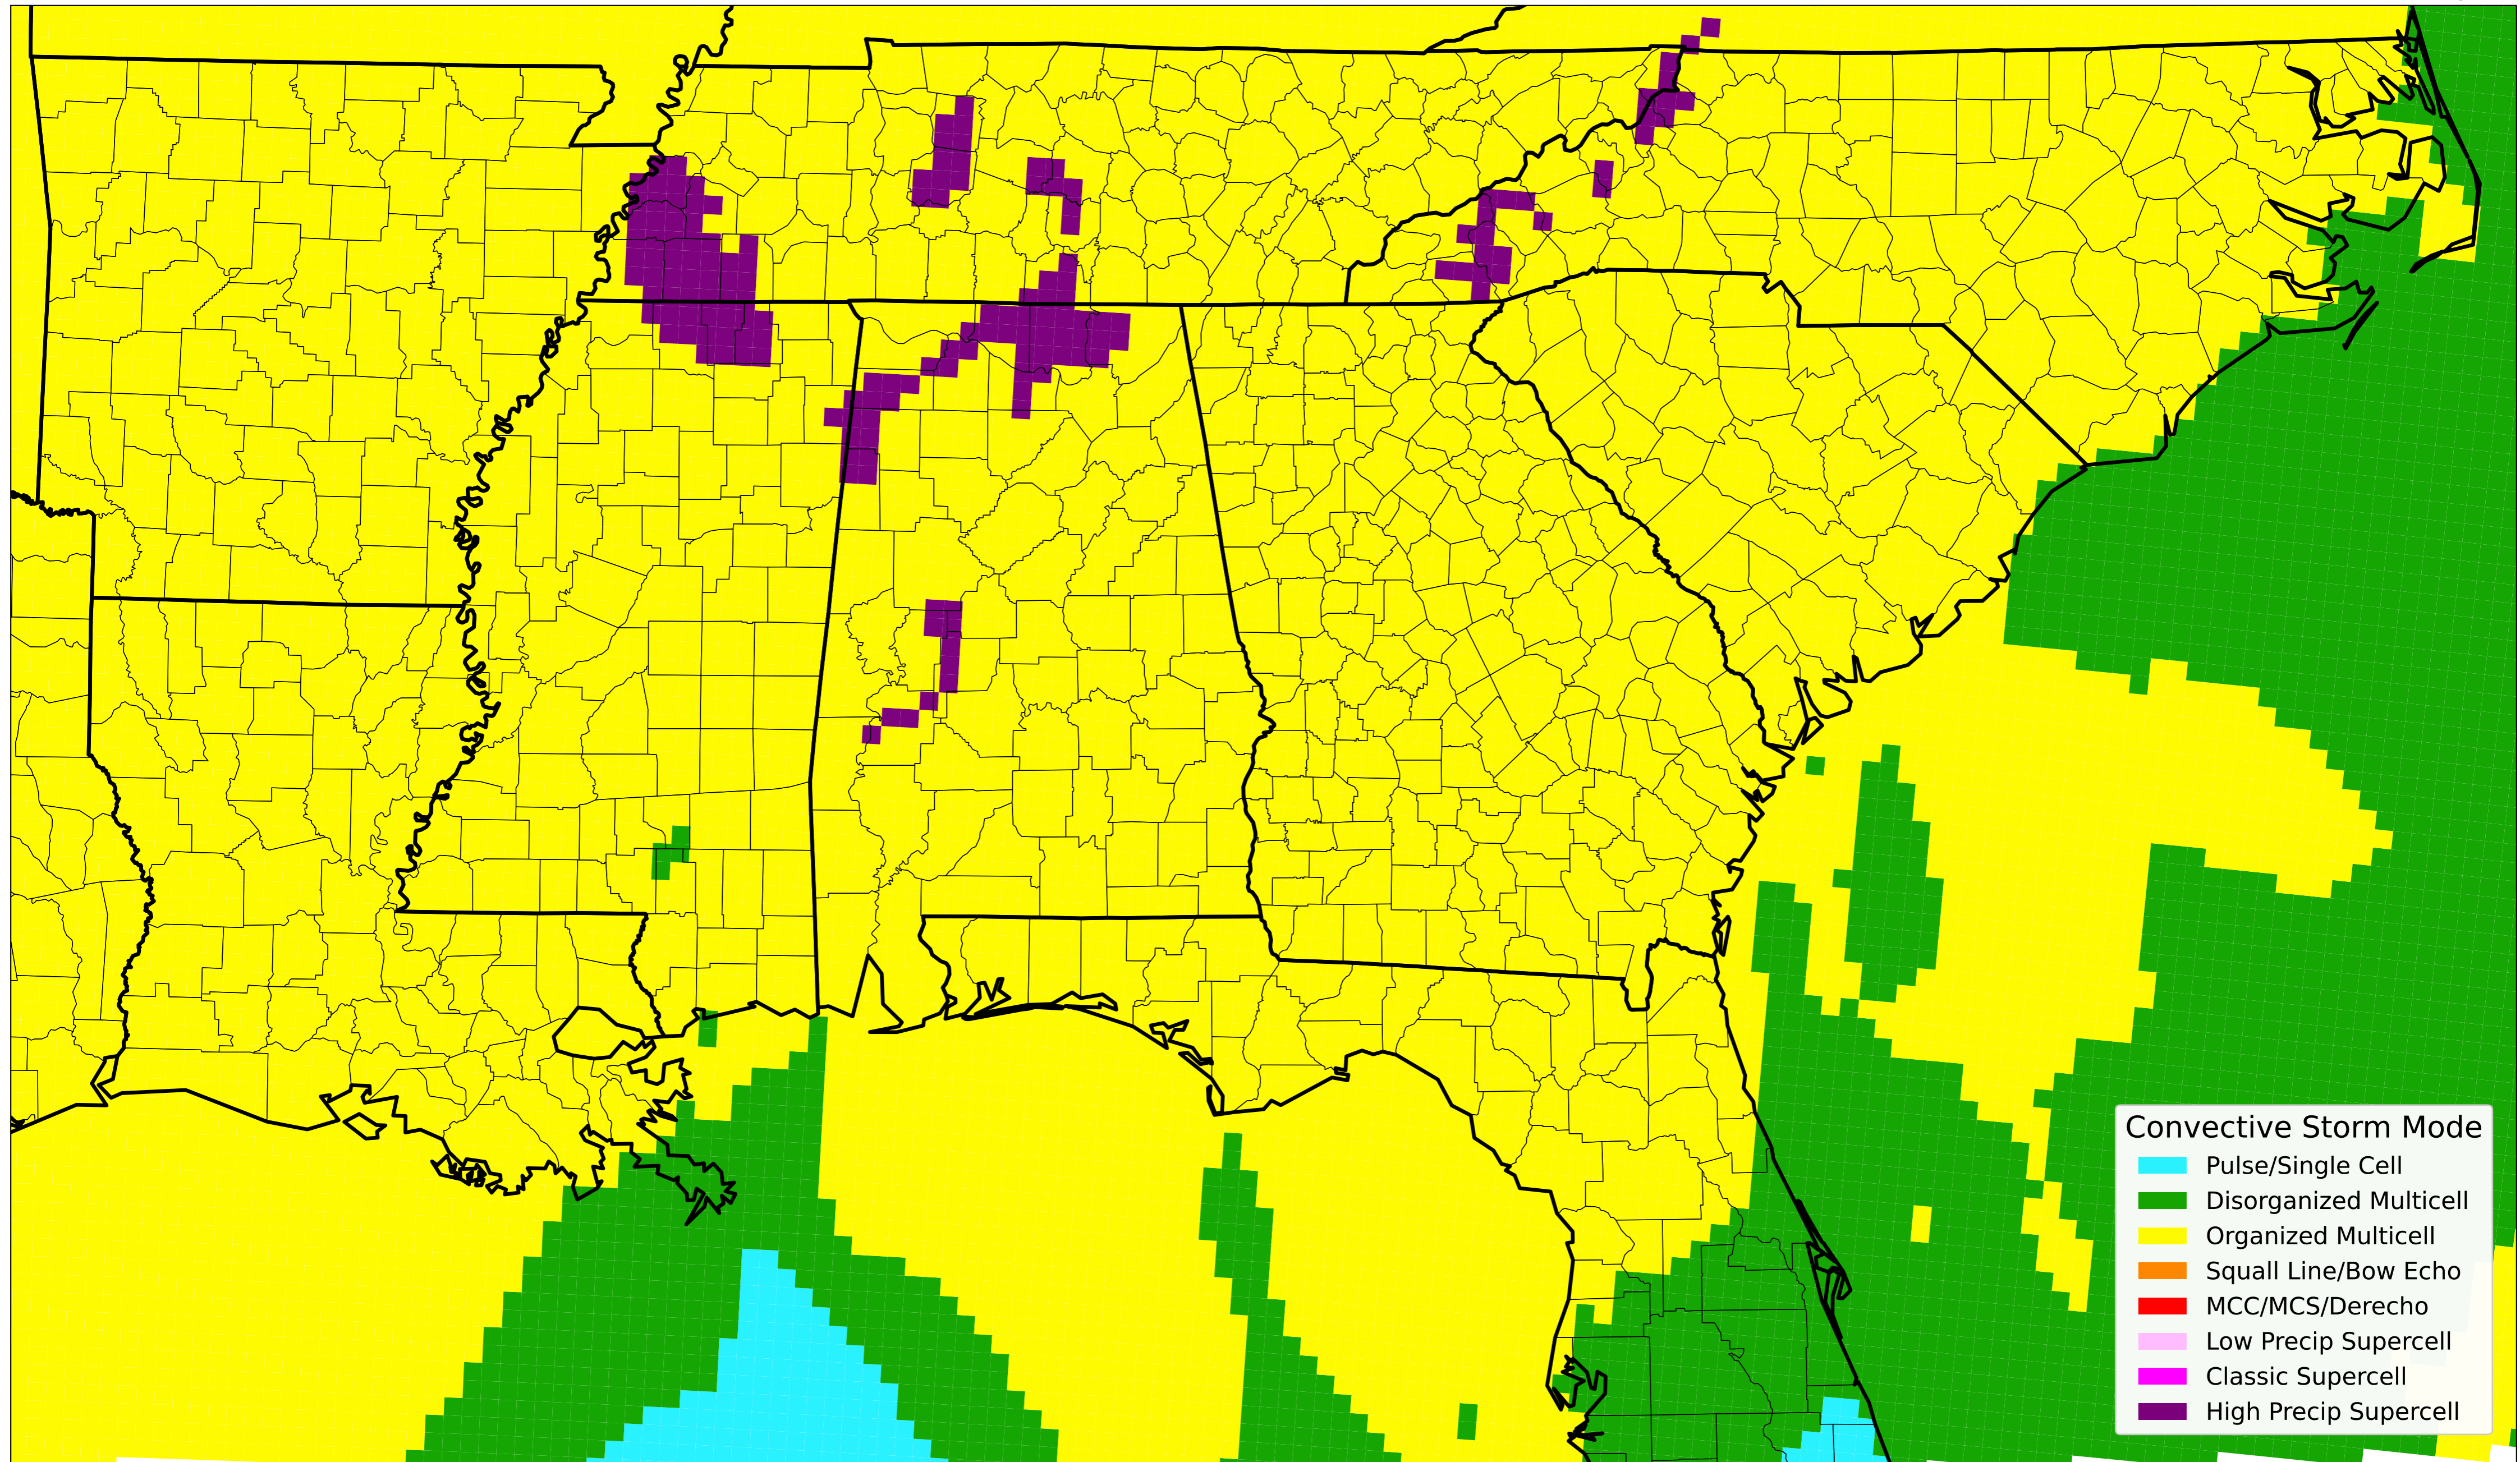 Convective Storm Mode
Pulse/Single Cell
Disorganized Multicell
Organized Multicell
Squall Line/Bow Echo
MCC/MCS/Derecho
Low Precip Supercell
Classic Supercell
High Precip Supercell